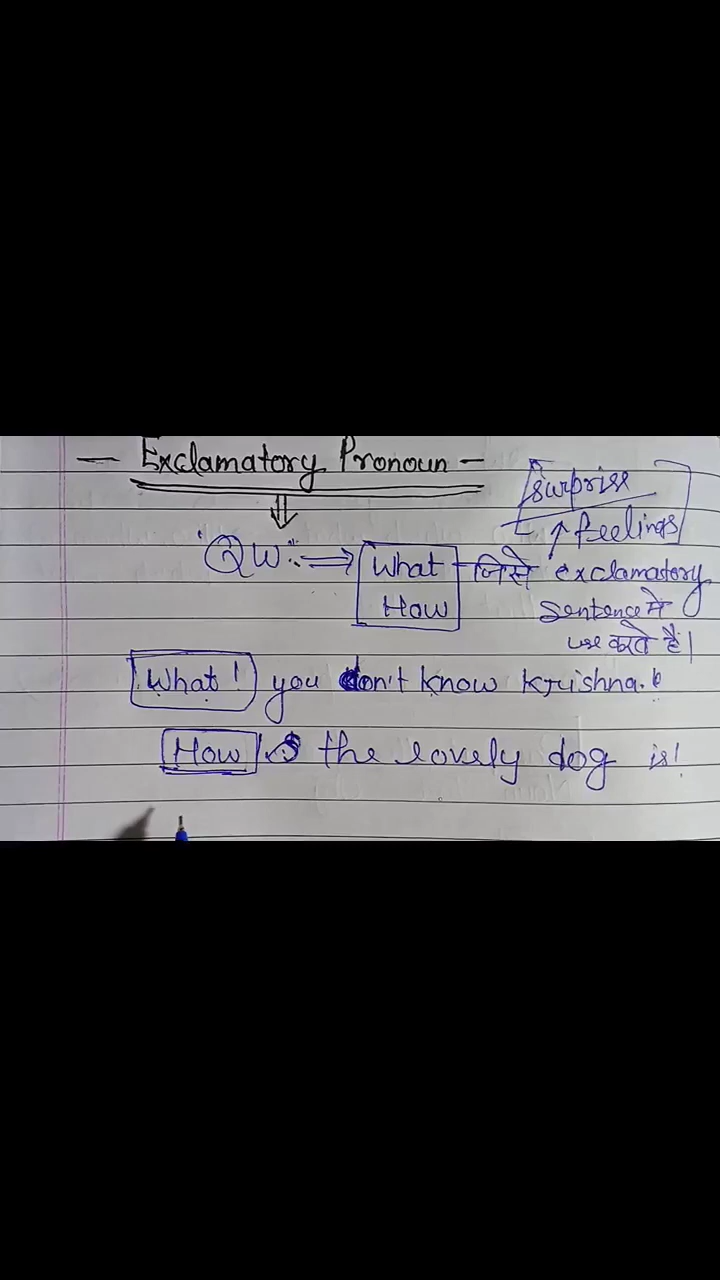 — Exclamatory Pronoun —
surprise
↑ feelings
QW:⇒ What - जिसे exclamatory
How sentence में
use करते है।
What! you don't know Krishna.
How the lovely dog is!